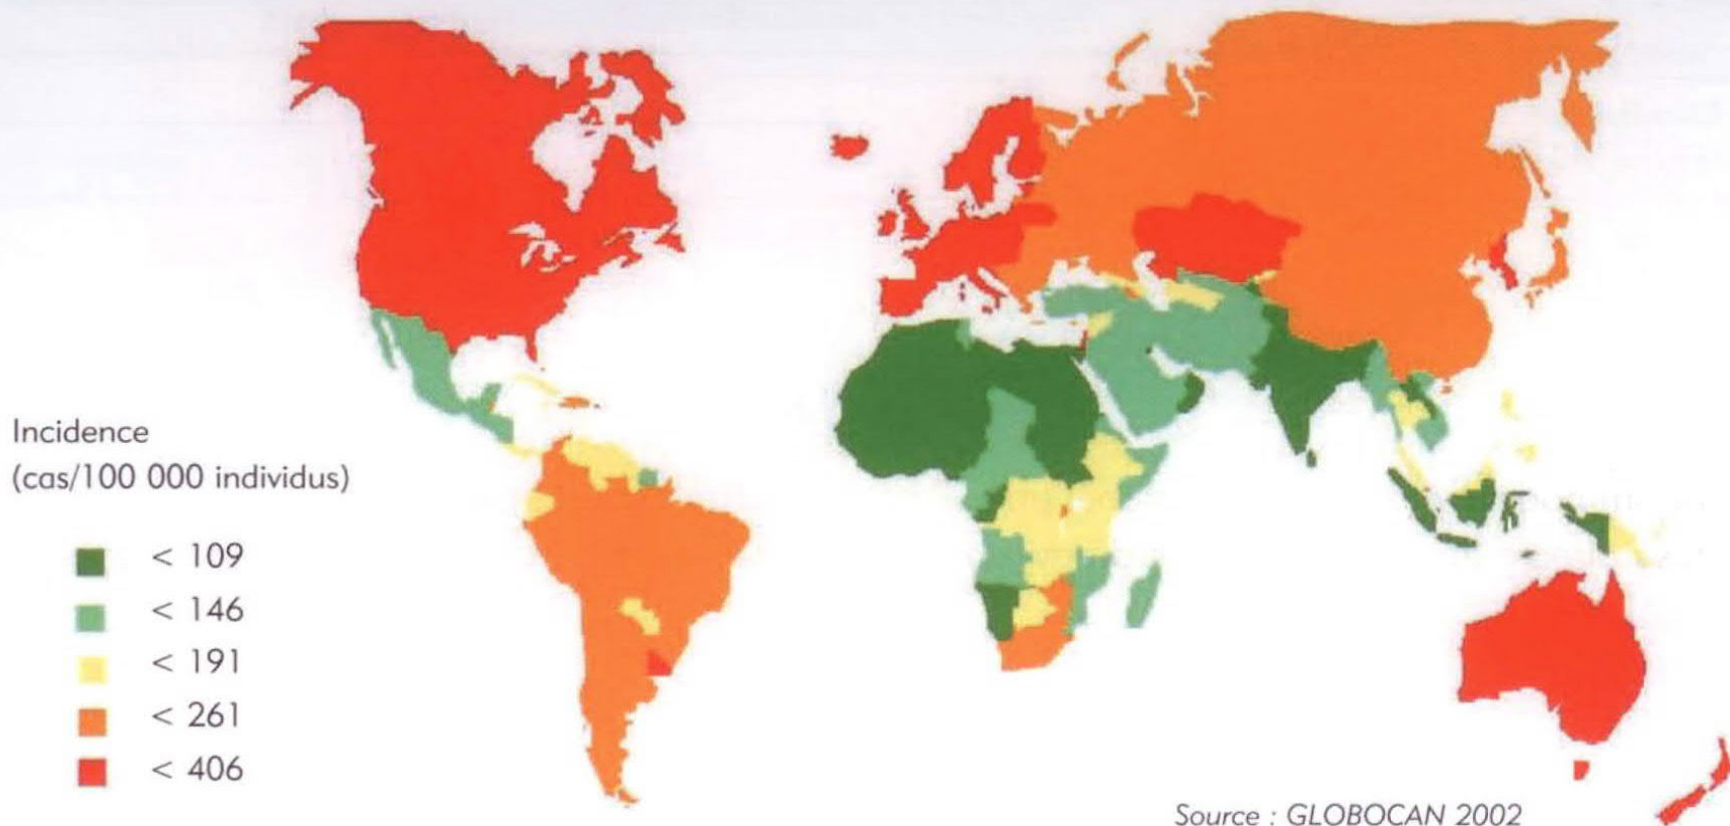 Incidence
(cas/100 000 individus)
< 109
< 146
< 191
< 261
< 406
Source : GLOBOCAN 2002